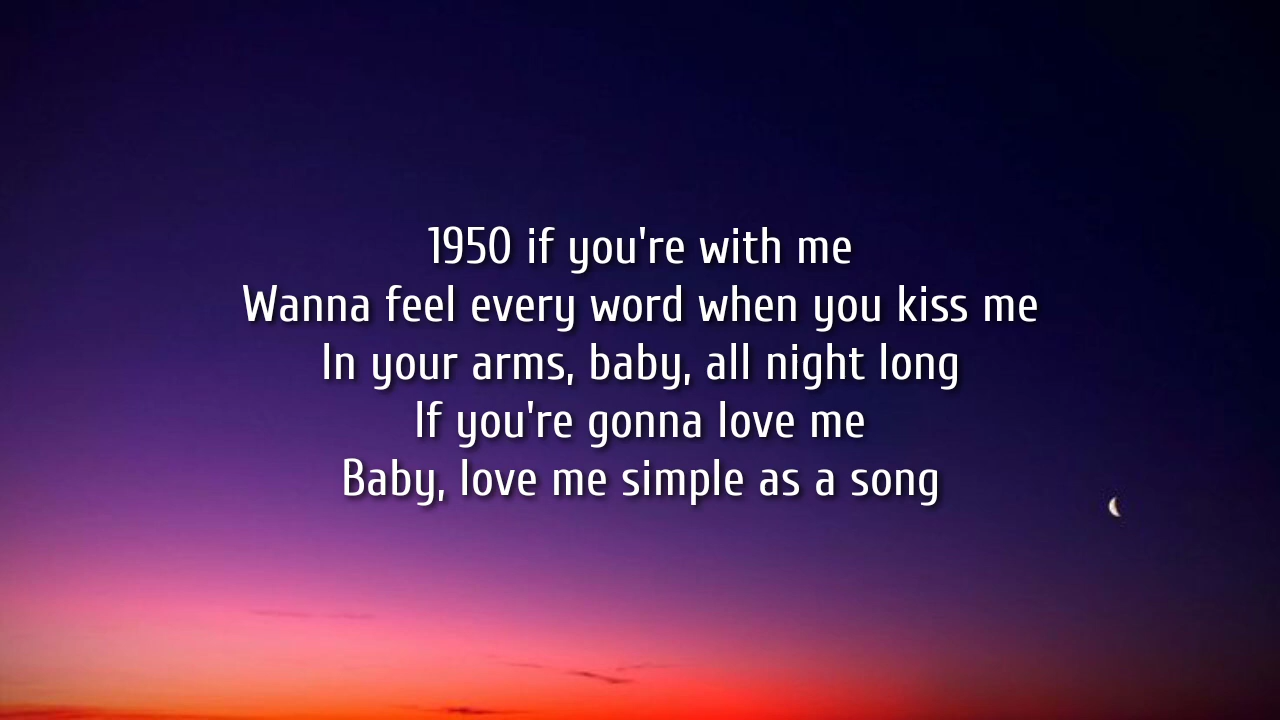 1950 if you're with me
Wanna feel every word when you kiss me
In your arms, baby, all night long
If you're gonna love me
Baby, love me simple as a song